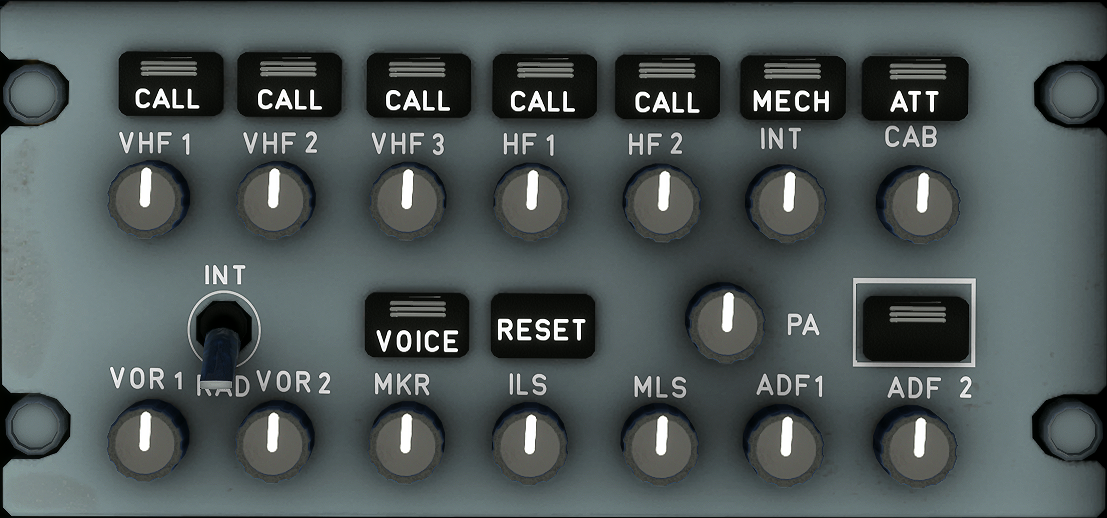 CALL CALL CALL CALL CALL MECH ATT
VHF 1 VHF 2 VHF 3 HF 1 HF 2 INT CAB
INT
VOICE RESET PA
VOR 1 RAD VOR 2 MKR ILS MLS ADF1 ADF 2